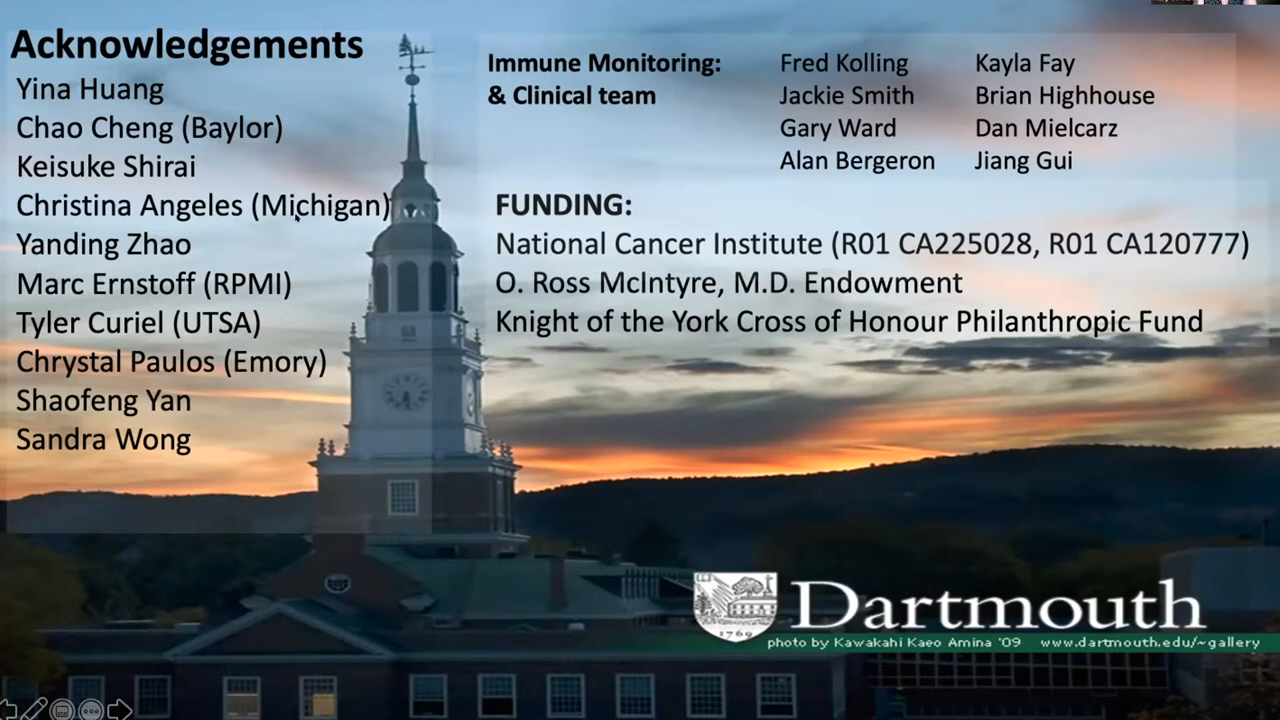 Acknowledgements
Yina Huang
Chao Cheng (Baylor)
Keisuke Shirai
Christina Angeles (Michigan)
Yanding Zhao
Marc Ernstoff (RPMI)
Tyler Curiel (UTSA)
Chrystal Paulos (Emory)
Shaofeng Yan
Sandra Wong
Immune Monitoring:
& Clinical team
Fred Kolling
Jackie Smith
Gary Ward
Alan Bergeron
Kayla Fay
Brian Highhouse
Dan Mielcarz
Jiang Gui
FUNDING:
National Cancer Institute (R01 CA225028, R01 CA120777)
O. Ross McIntyre, M.D. Endowment
Knight of the York Cross of Honour Philanthropic Fund
Dartmouth
1769
photo by Kawakahi Kaeo Amina '09 www.dartmouth.edu/~gallery